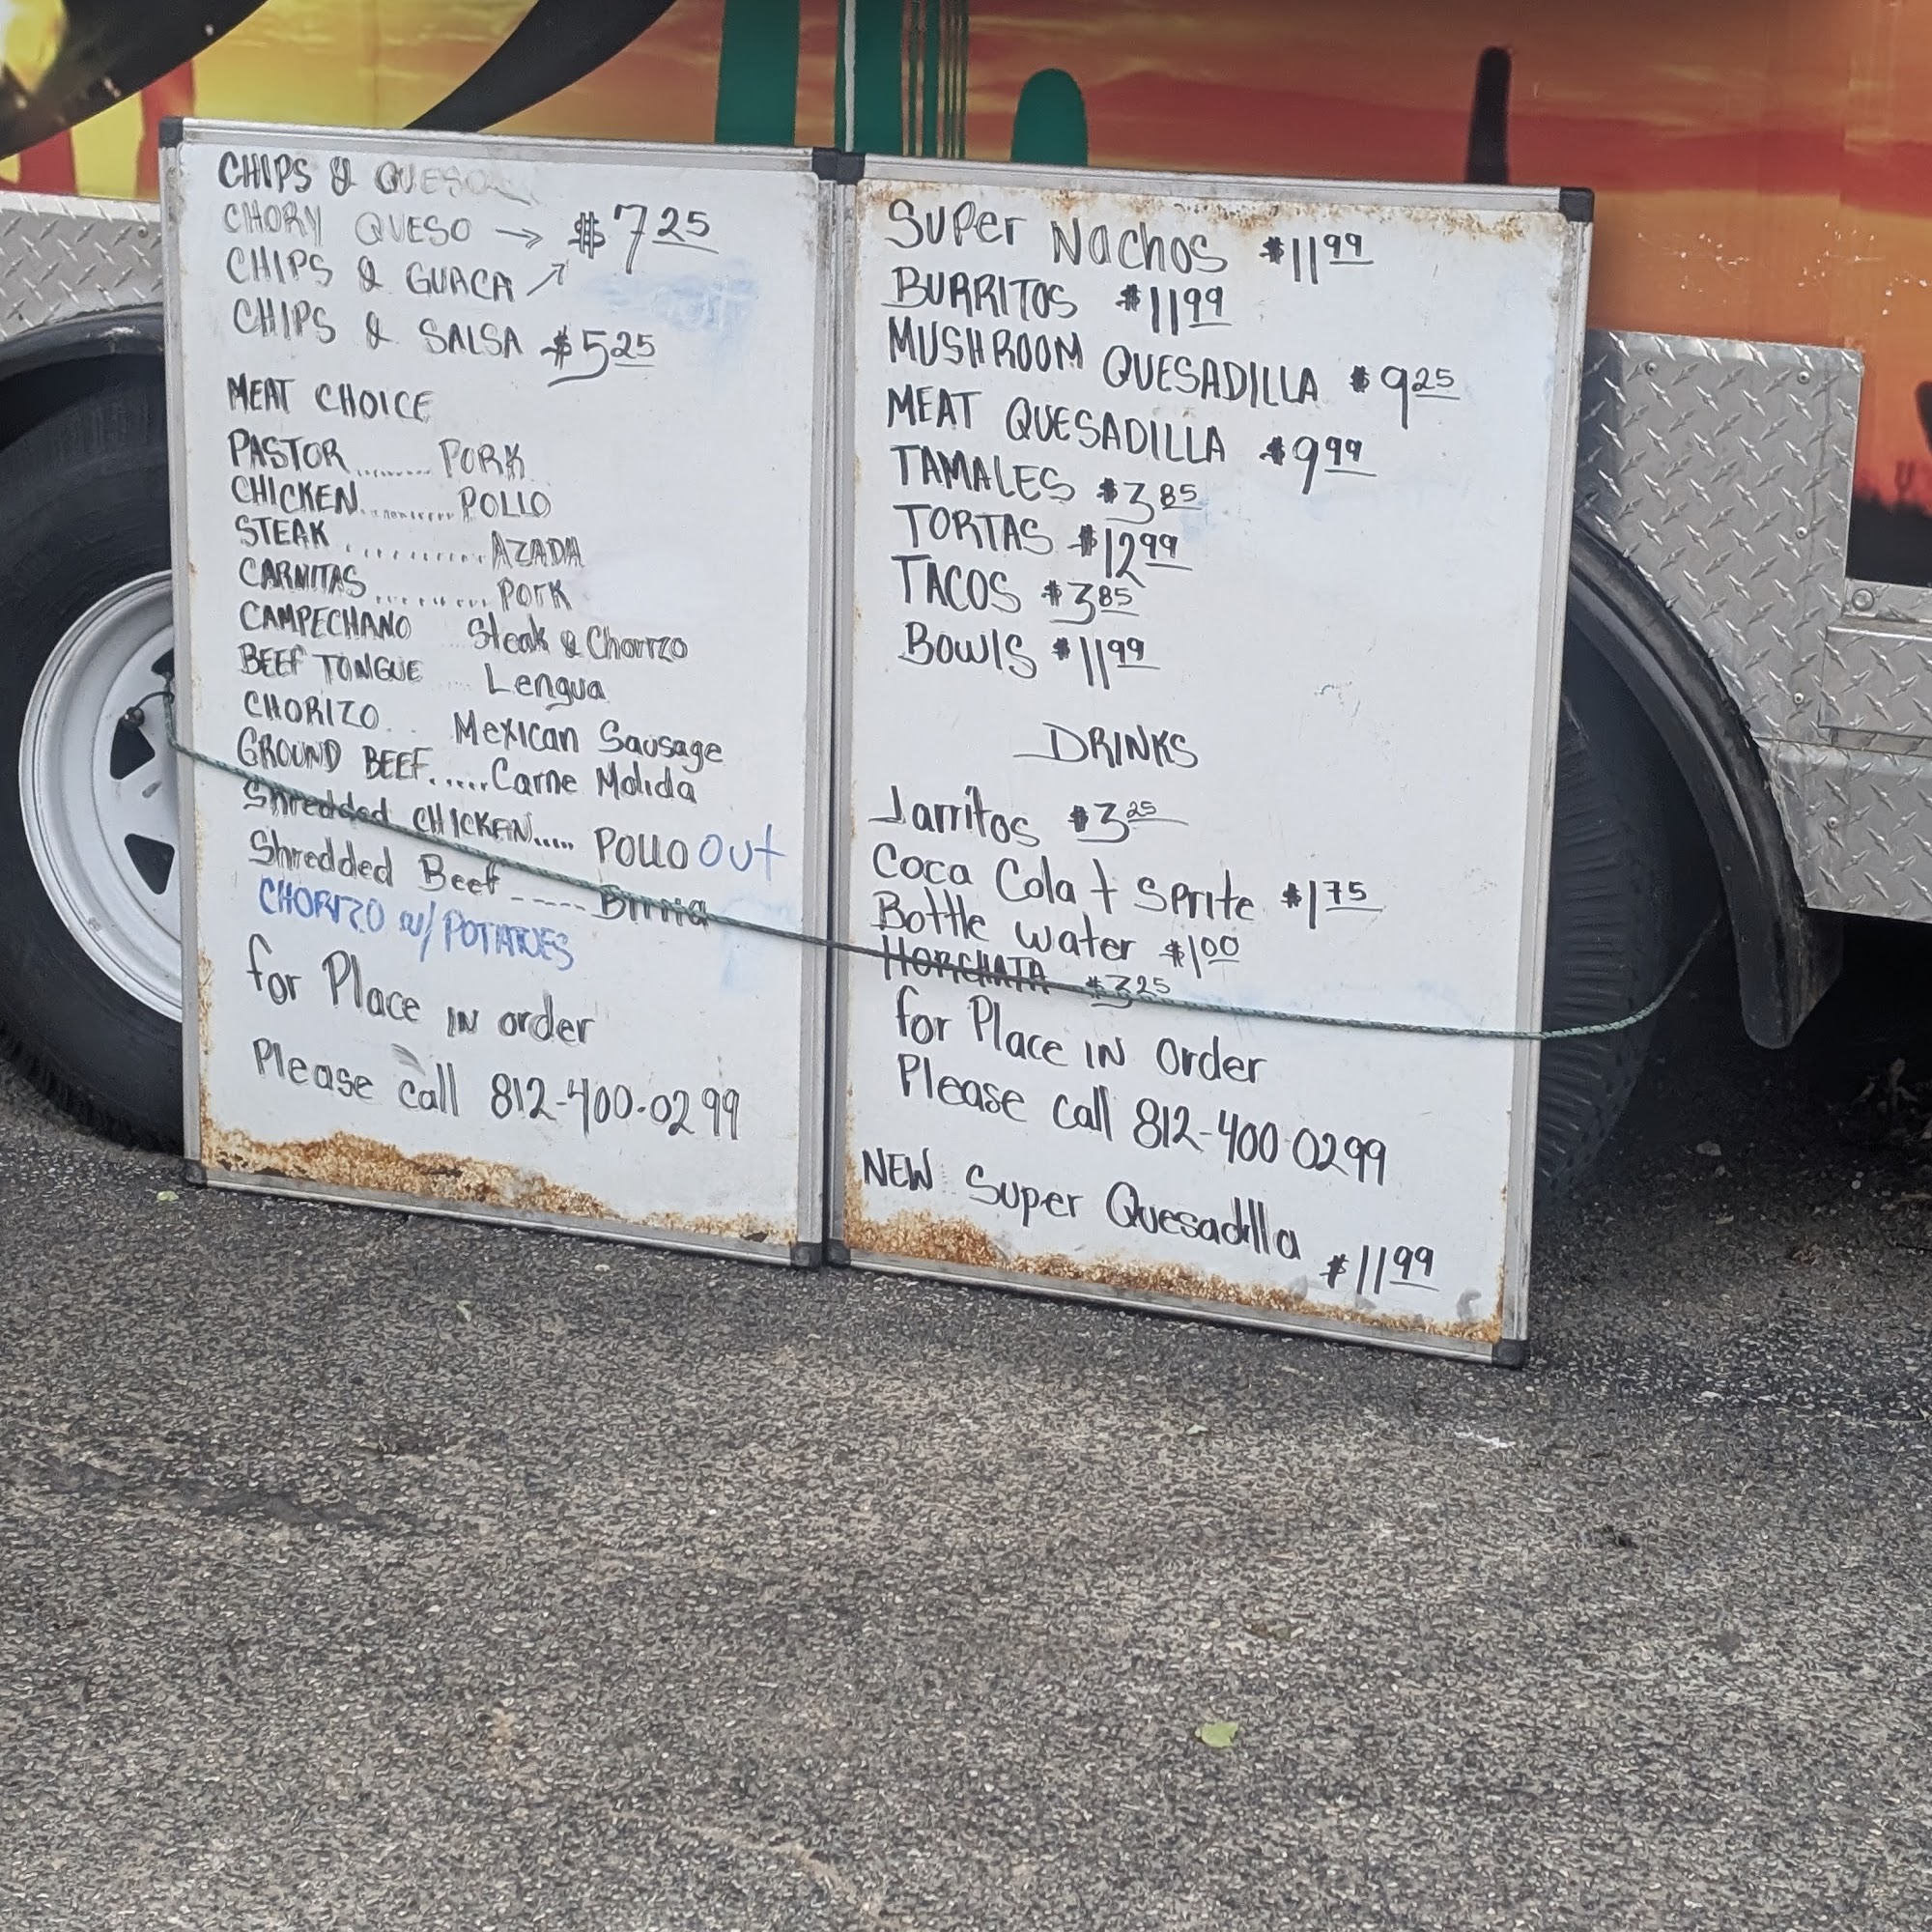 CHIPS & QUESO
CHORY QUESO → $7 25
CHIPS & GUACA ↗
CHIPS & SALSA $5 25
MEAT CHOICE
PASTOR ........ PORK
CHICKEN ........... POLLO
STEAK ........... AZADA
CARNITAS ......... POrK
CAMPECHANO Steak & Chorizo
BEEF TONGUE Lengua
CHORIZO .. Mexican Sausage
GROUND BEEF ..... Carne Molida
Shredded CHICKEN..... POLLO Out
Shredded Beef ----- Birria
CHORIZO w/ POTATOES
for Place IN order
Please call 812-400-0299
SUPer Nachos $11 99
BURRITOS $11 99
MUSHROOM QUESADILLA $9 25
MEAT QUESADILLA $9 99
TAMALES $3 85
TORTAS $12 99
TACOS $3 85
BOWlS $11 99
DRINKS
Jarritos $3 25
Coca Cola + Sprite $1 75
Bottle water $1 00
HORCHATA $3 25
for Place IN Order
Please call 812-400 0299
NEW Super Quesadilla $11 99